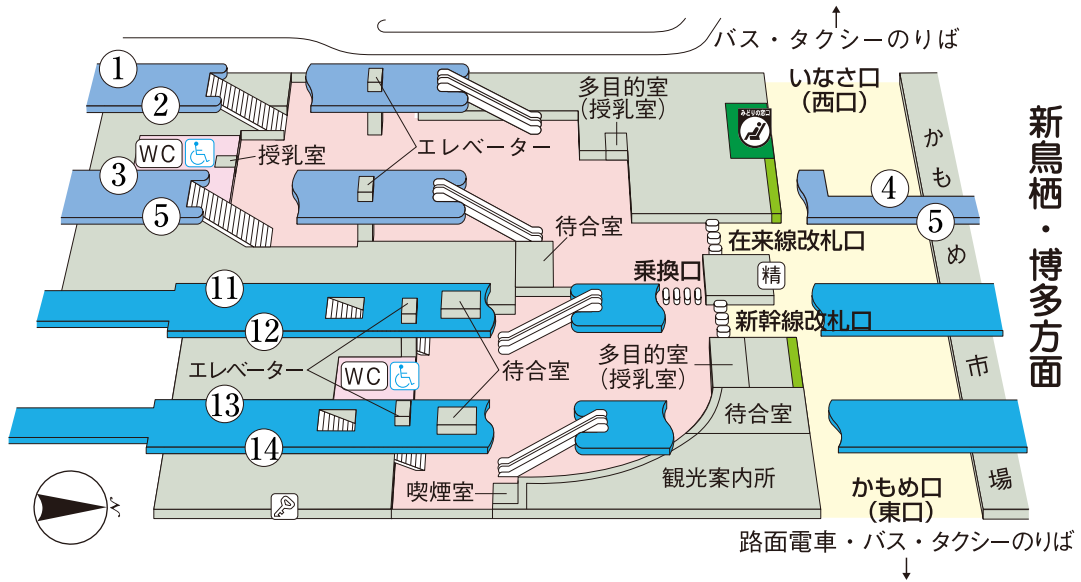 バス・タクシーのりば
いなさ口
（西口）
多目的室
（授乳室）
みどりの窓口
かもめ市場
新鳥栖・博多方面
①
②
エレベーター
WC
授乳室
③
⑤
④
⑤
待合室
在来線改札口
乗換口
精
⑪
⑫
新幹線改札口
エレベーター
WC
待合室
多目的室
（授乳室）
⑬
⑭
待合室
観光案内所
喫煙室
かもめ口
（東口）
N
路面電車・バス・タクシーのりば